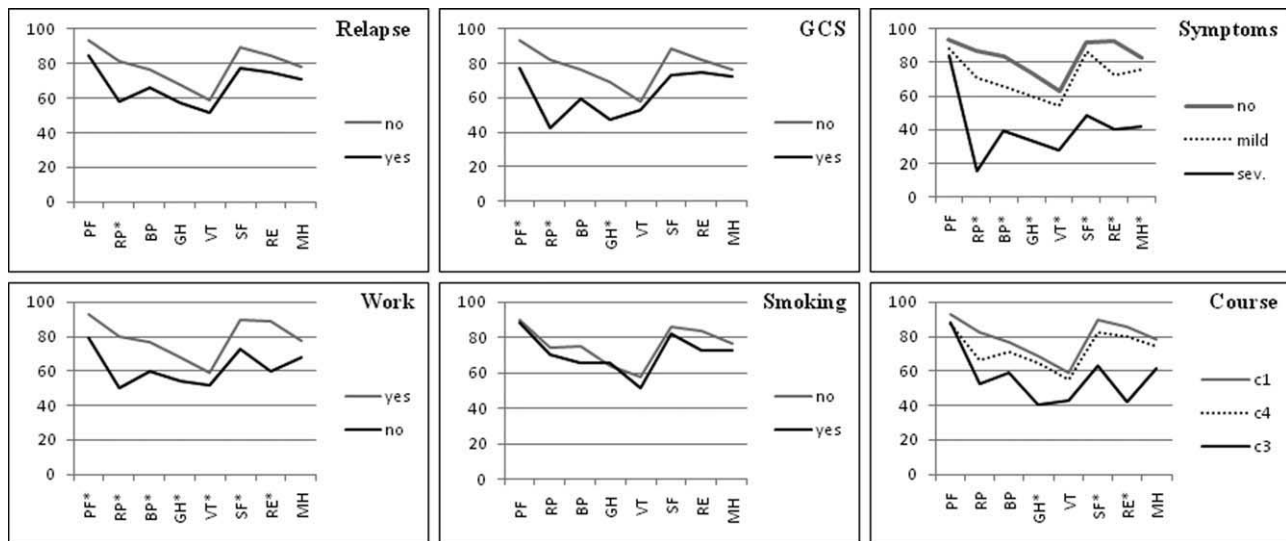 Relapse
100
80
60
40
20
0
no
yes
PF
RP*
BP
GH
VT
SF
RE
MH
GCS
100
80
60
40
20
0
no
yes
PF*
RP*
BP
GH*
VT
SF
RE
MH
Symptoms
100
80
60
40
20
0
no
mild
sev.
PF
RP*
BP*
GH*
VT*
SF*
RE*
MH*
Work
100
80
60
40
20
0
yes
no
PF*
RP*
BP*
GH*
VT*
SF*
RE*
MH
Smoking
100
80
60
40
20
0
no
yes
PF
RP
BP
GH
VT
SF
RE
MH
Course
100
80
60
40
20
0
c1
c4
c3
PF
RP
BP
GH*
VT
SF*
RE*
MH